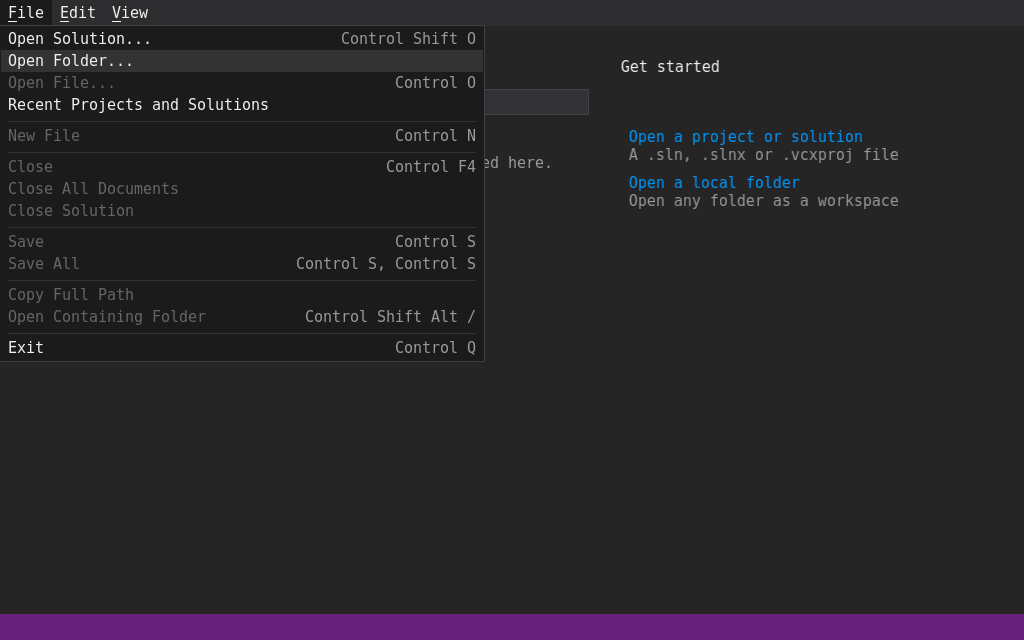 File Edit View
Open Solution... Control Shift O
Open Folder...
Open File... Control O
Recent Projects and Solutions
New File Control N
Close Control F4
Close All Documents
Close Solution
Save Control S
Save All Control S, Control S
Copy Full Path
Open Containing Folder Control Shift Alt /
Exit Control Q
ed here.
Get started
Open a project or solution
A .sln, .slnx or .vcxproj file
Open a local folder
Open any folder as a workspace